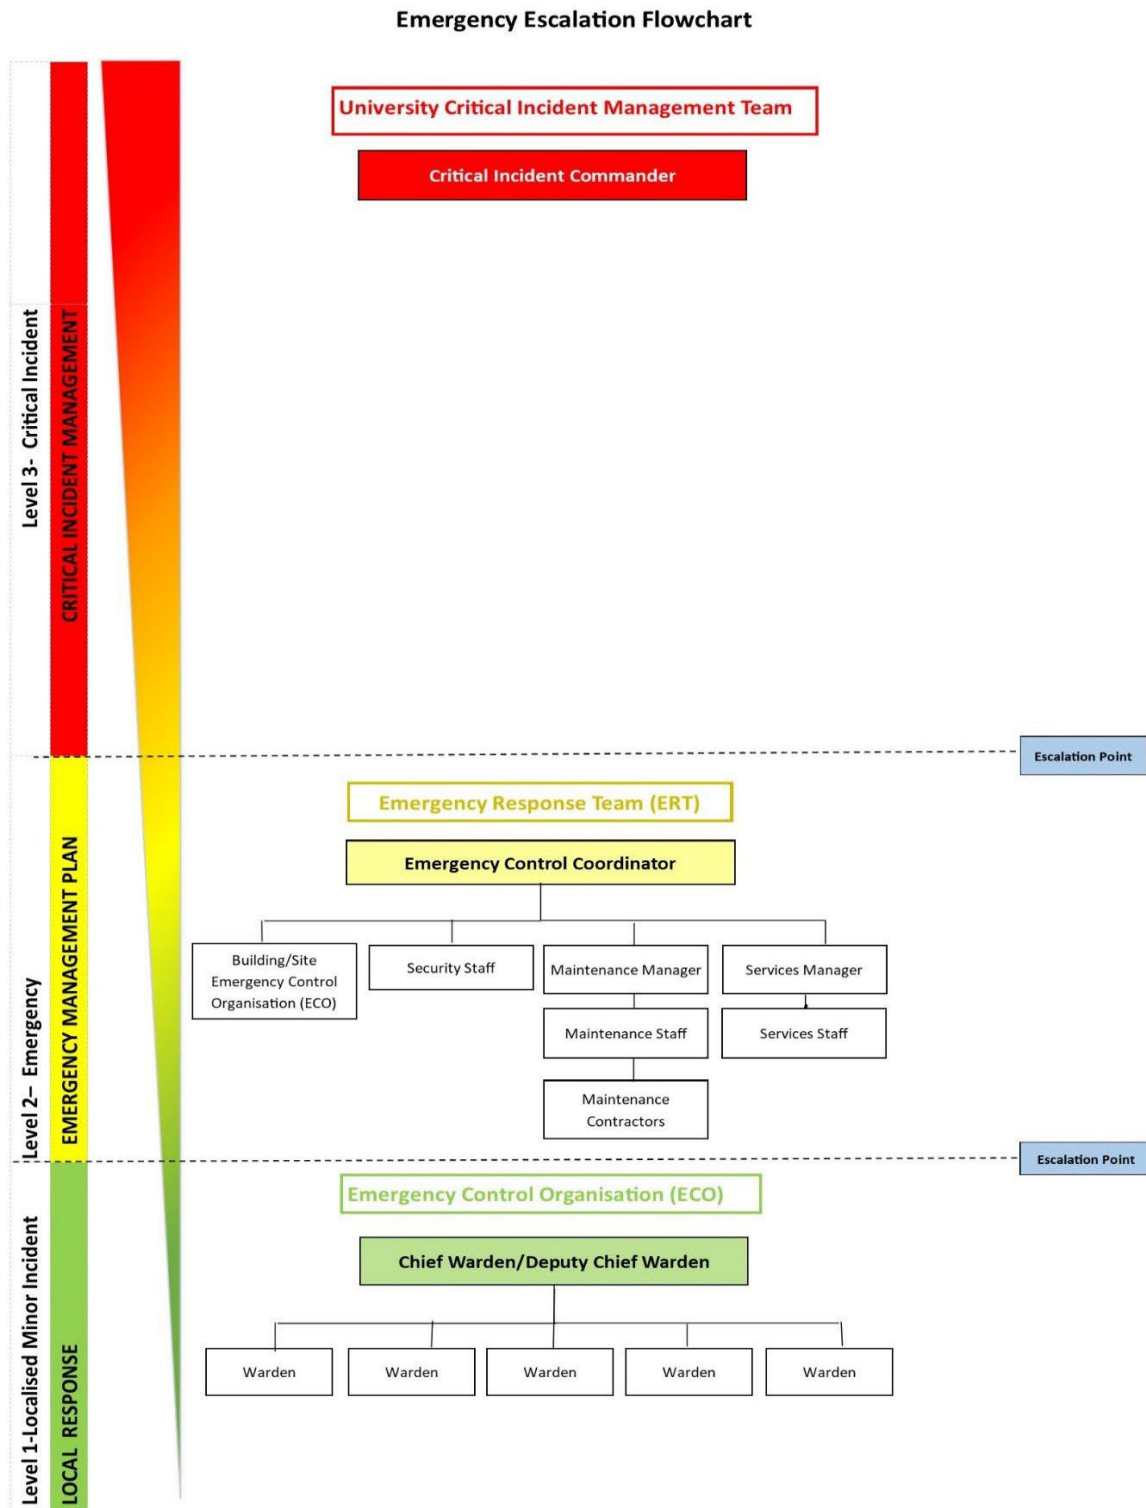 Emergency Escalation Flowchart
University Critical Incident Management Team
Critical Incident Commander
Level 3-  Critical Incident
CRITICAL INCIDENT MANAGEMENT
Escalation Point
Emergency Response Team (ERT)
Emergency Control Coordinator
Building/Site
Emergency Control
Organisation (ECO)
Security Staff
Maintenance Manager
Services Manager
Maintenance Staff
Services Staff
Maintenance
Contractors
Level 2–  Emergency
EMERGENCY MANAGEMENT PLAN
Escalation Point
Emergency Control Organisation (ECO)
Chief Warden/Deputy Chief Warden
Warden
Warden
Warden
Warden
Warden
Level 1-Localised Minor Incident
LOCAL  RESPONSE